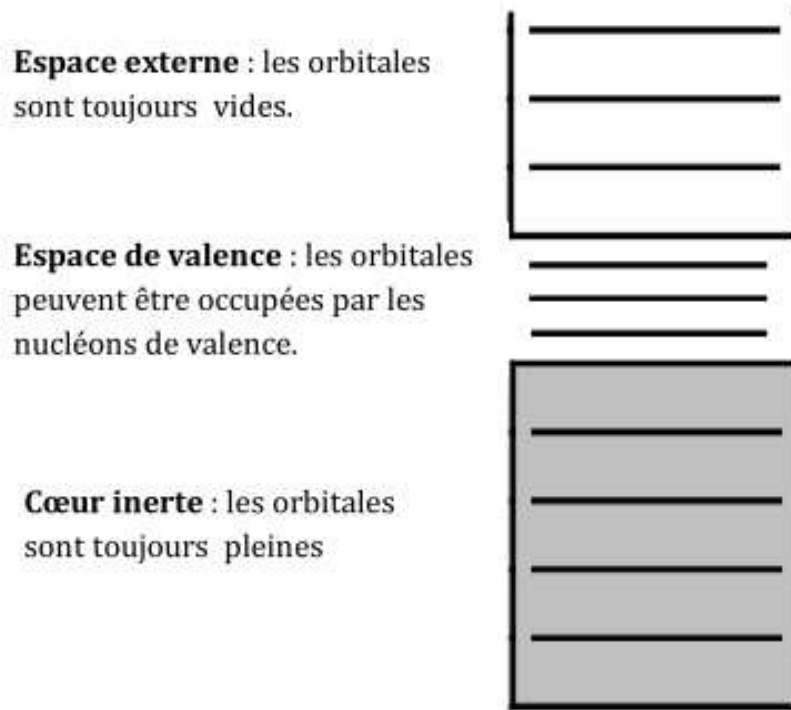 Espace externe : les orbitales
sont toujours vides.
Espace de valence : les orbitales
peuvent être occupées par les
nucléons de valence.
Cœur inerte : les orbitales
sont toujours pleines